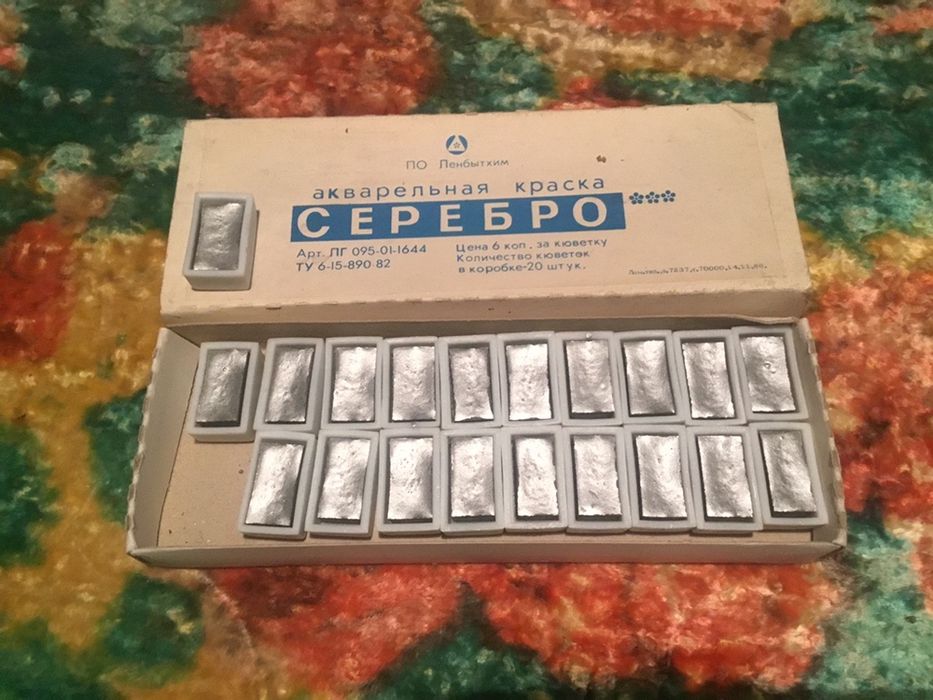 ПО Ленбытхим
акварельная краска
СЕРЕБРО
Арт. ЛГ 095-01-1644
ТУ 6-15-890-82
Цена 6 коп. за кюветку
Количество кюветок
в коробке-20 штук.